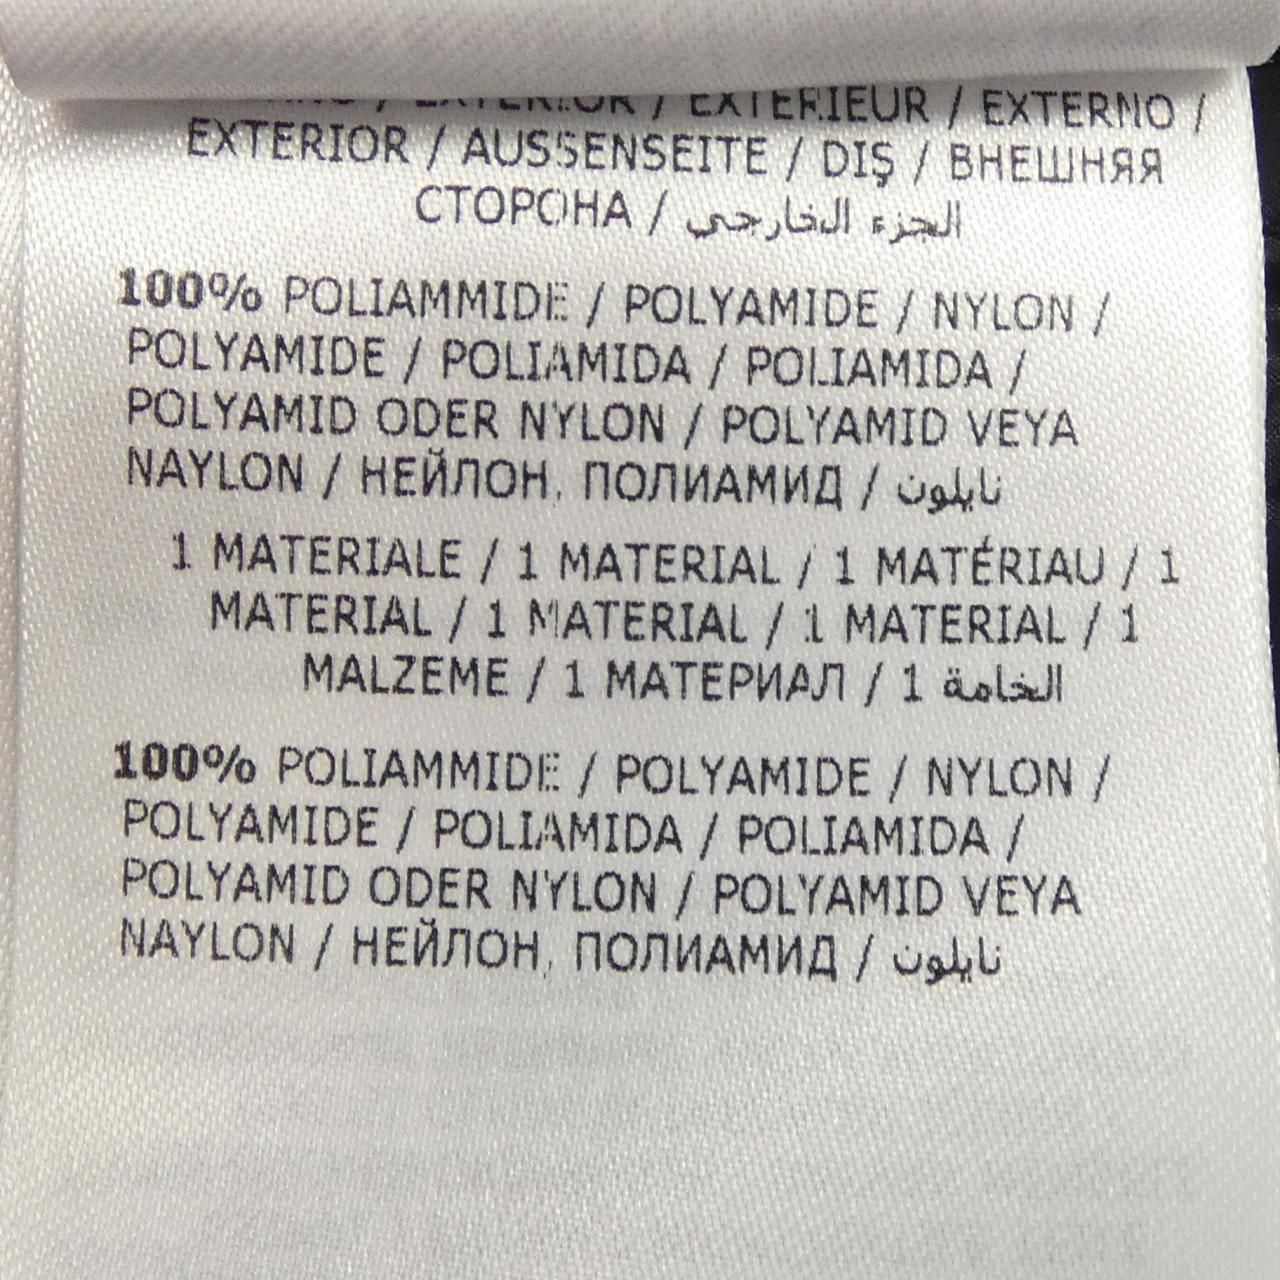 / EXTERIOR / EXTERIEUR / EXTERNO /
EXTERIOR / AUSSENSEITE / DIŞ / ВНЕШНЯЯ
СТОРОНА / الجزء الخارجي
100% POLIAMMIDE / POLYAMIDE / NYLON /
POLYAMIDE / POLIAMIDA / POLIAMIDA /
POLYAMID ODER NYLON / POLYAMID VEYA
NAYLON / НЕЙЛОН, ПОЛИАМИД / نايلون
1 MATERIALE / 1 MATERIAL / 1 MATÉRIAU / 1
MATERIAL / 1 MATERIAL / 1 MATERIAL / 1
MALZEME / 1 МАТЕРИАЛ / 1 الخامة
100% POLIAMMIDE / POLYAMIDE / NYLON /
POLYAMIDE / POLIAMIDA / POLIAMIDA /
POLYAMID ODER NYLON / POLYAMID VEYA
NAYLON / НЕЙЛОН, ПОЛИАМИД / نايلون